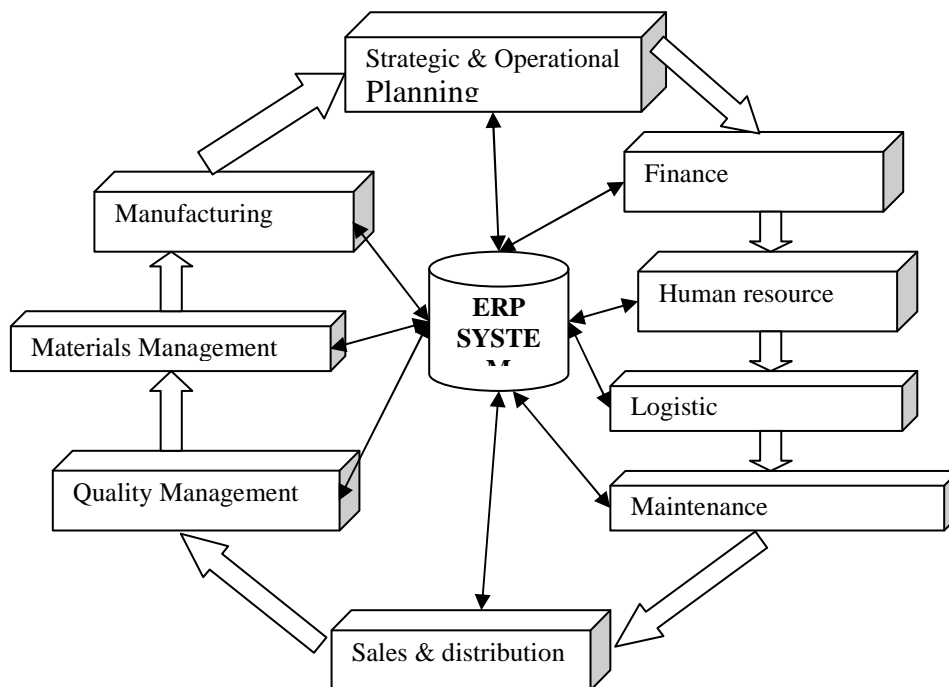 Strategic & Operational
Planning
Finance
Manufacturing
ERP
SYSTE
M
Human resource
Materials Management
Logistic
Quality Management
Maintenance
Sales & distribution